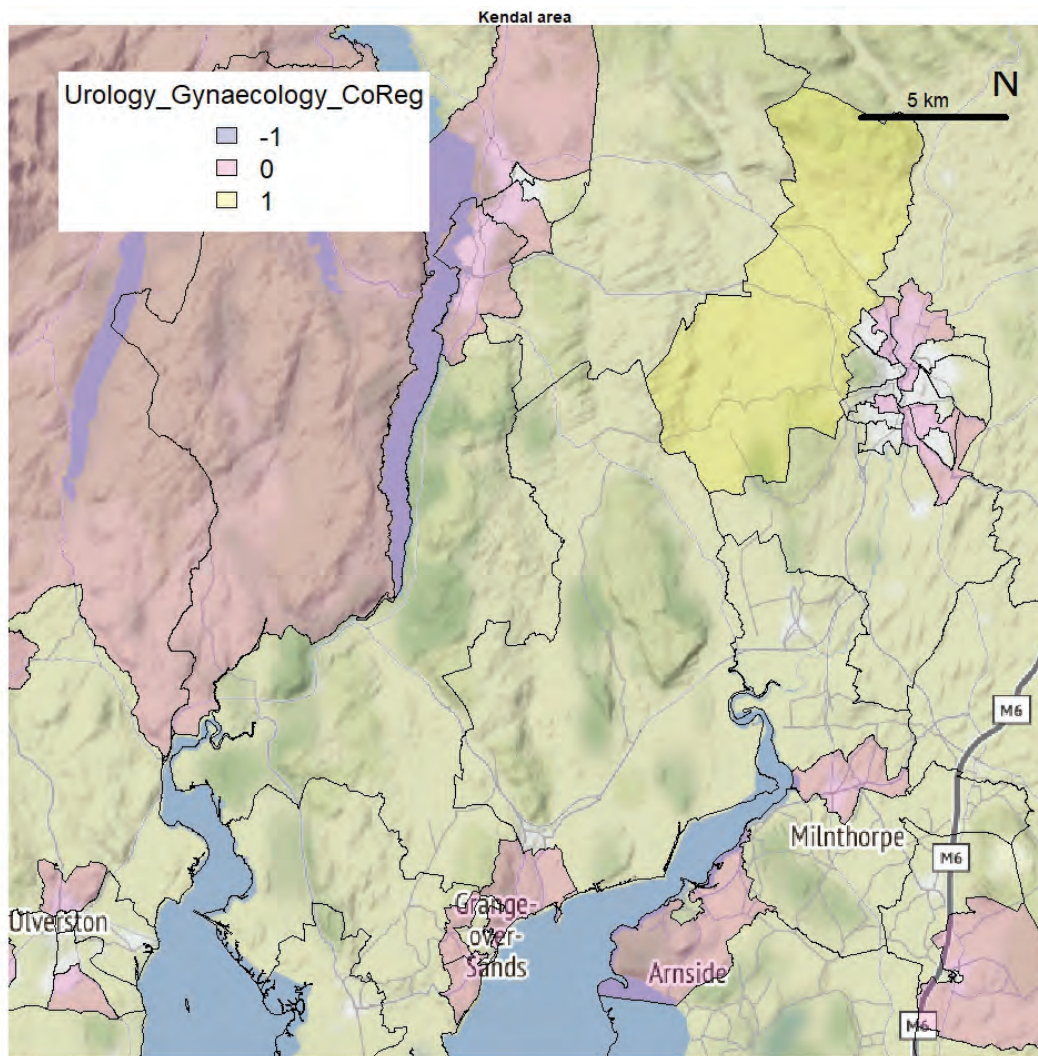 Kendal area
Urology_Gynaecology_CoReg
-1
0
1
N
5 km
M6
Milnthorpe
M6
Ulverston
Grange-
over-
Sands
Arnside
M6